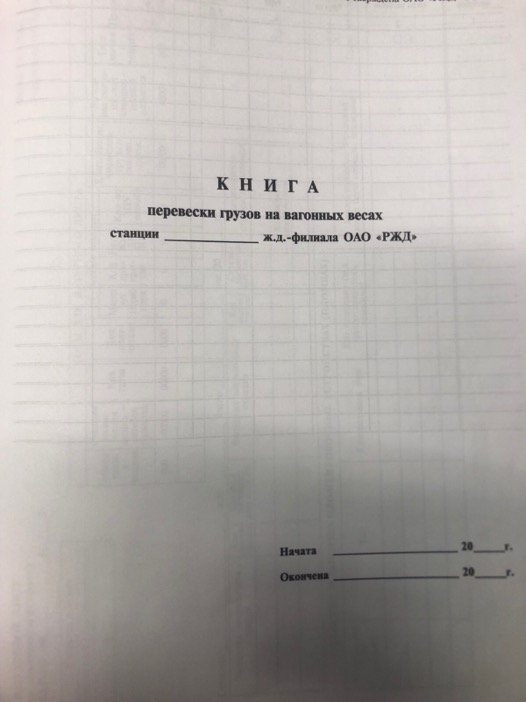 К Н И Г А
перевески грузов на вагонных весах
станции ______________ ж.д.-филиала ОАО «РЖД»
Начата ____________________ 20_____г.
Окончена ____________________ 20_____г.